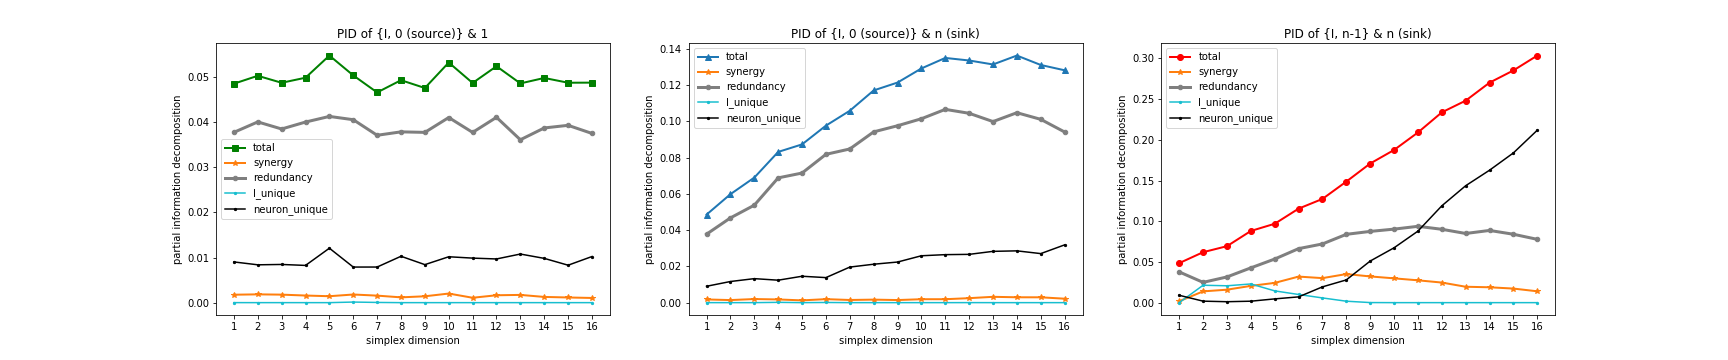 PID of {I, 0 (source)} & 1
partial information decomposition
0.05
0.04
0.03
0.02
0.01
0.00
total
synergy
redundancy
I_unique
neuron_unique
1 2 3 4 5 6 7 8 9 10 11 12 13 14 15 16
simplex dimension
PID of {I, 0 (source)} & n (sink)
partial information decomposition
0.14
0.12
0.10
0.08
0.06
0.04
0.02
0.00
total
synergy
redundancy
I_unique
neuron_unique
1 2 3 4 5 6 7 8 9 10 11 12 13 14 15 16
simplex dimension
PID of {I, n-1} & n (sink)
partial information decomposition
0.30
0.25
0.20
0.15
0.10
0.05
0.00
total
synergy
redundancy
I_unique
neuron_unique
1 2 3 4 5 6 7 8 9 10 11 12 13 14 15 16
simplex dimension